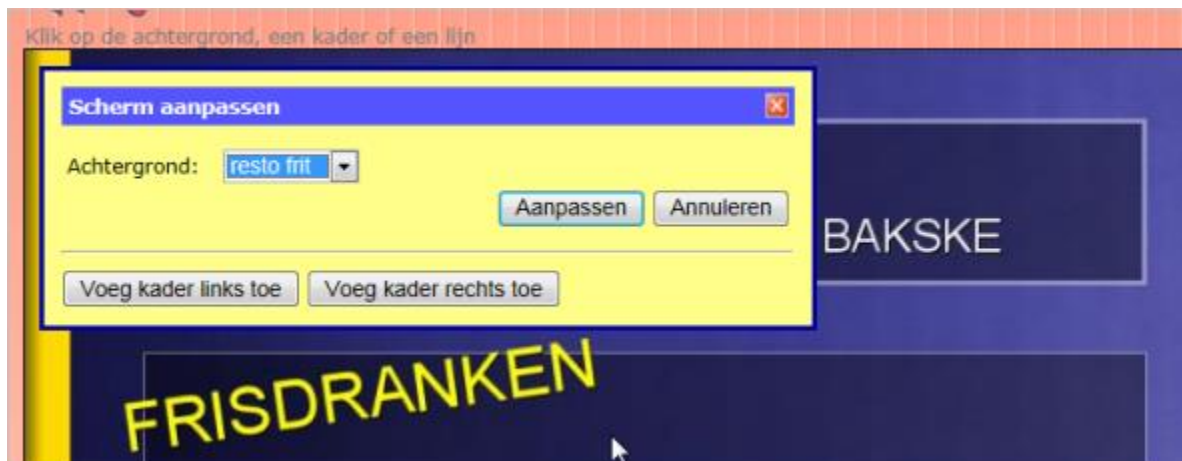 Klik op de achtergrond, een kader of een lijn
Scherm aanpassen
Achtergrond: resto frit
Aanpassen Annuleren
BAKSKE
Voeg kader links toe Voeg kader rechts toe
FRISDRANKEN